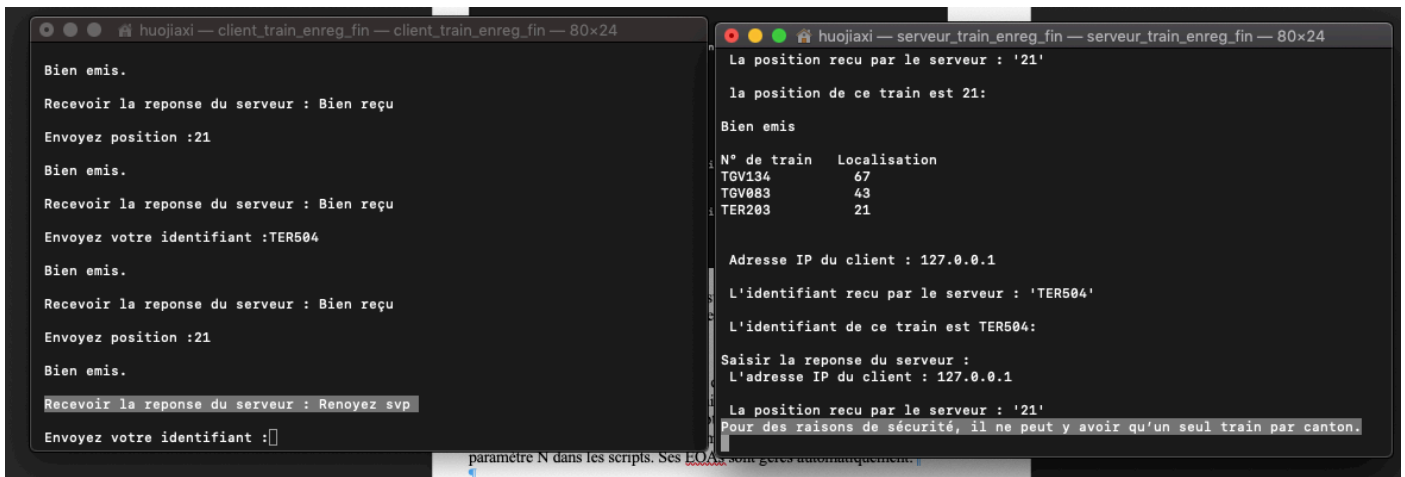 huojiaxi — client_train_enreg_fin — client_train_enreg_fin — 80×24
Bien emis.
Recevoir la reponse du serveur : Bien reçu
Envoyez position :21
Bien emis.
Recevoir la reponse du serveur : Bien reçu
Envoyez votre identifiant :TER504
Bien emis.
Recevoir la reponse du serveur : Bien reçu
Envoyez position :21
Bien emis.
Recevoir la reponse du serveur : Renoyez svp
Envoyez votre identifiant :
huojiaxi — serveur_train_enreg_fin — serveur_train_enreg_fin — 80×24
La position recu par le serveur : '21'
la position de ce train est 21:
Bien emis
N° de train Localisation
TGV134 67
TGV083 43
TER203 21
Adresse IP du client : 127.0.0.1
L'identifiant recu par le serveur : 'TER504'
L'identifiant de ce train est TER504:
Saisir la reponse du serveur :
L'adresse IP du client : 127.0.0.1
La position recu par le serveur : '21'
Pour des raisons de sécurité, il ne peut y avoir qu’un seul train par canton.
paramètre N dans les scripts. Ses EOAs sont gérés automatiquement.